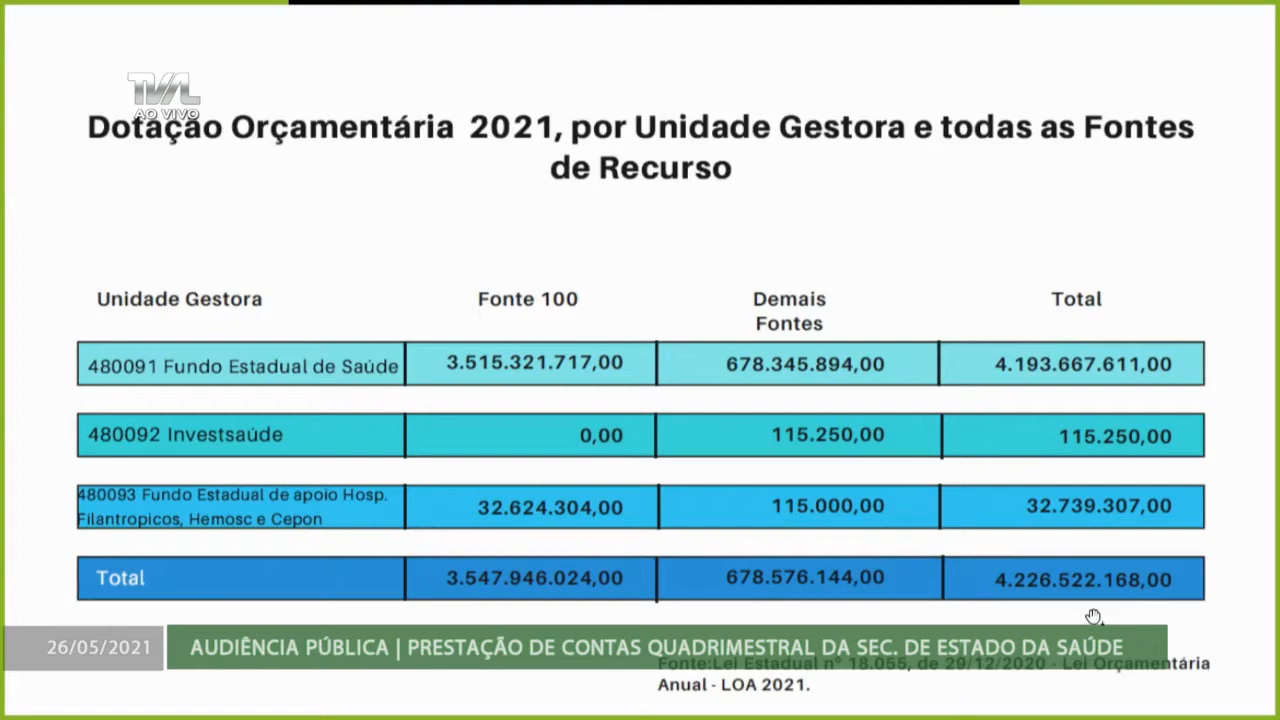 TVAL
AO VIVO
Dotação Orçamentária 2021, por Unidade Gestora e todas as Fontes
de Recurso
Unidade Gestora Fonte 100 Demais Total
Fontes
480091 Fundo Estadual de Saúde 3.515.321.717,00 678.345.894,00 4.193.667.611,00
480092 Investsaúde 0,00 115.250,00 115.250,00
480093 Fundo Estadual de apoio Hosp.
Filantropicos, Hemosc e Cepon 32.624.304,00 115.000,00 32.739.307,00
Total 3.547.946.024,00 678.576.144,00 4.226.522.168,00
26/05/2021 AUDIÊNCIA PÚBLICA | PRESTAÇÃO DE CONTAS QUADRIMESTRAL DA SEC. DE ESTADO DA SAÚDE
Fonte:Lei Estadual nº 18.055, de 29/12/2020 - Lei Orçamentária
Anual - LOA 2021.